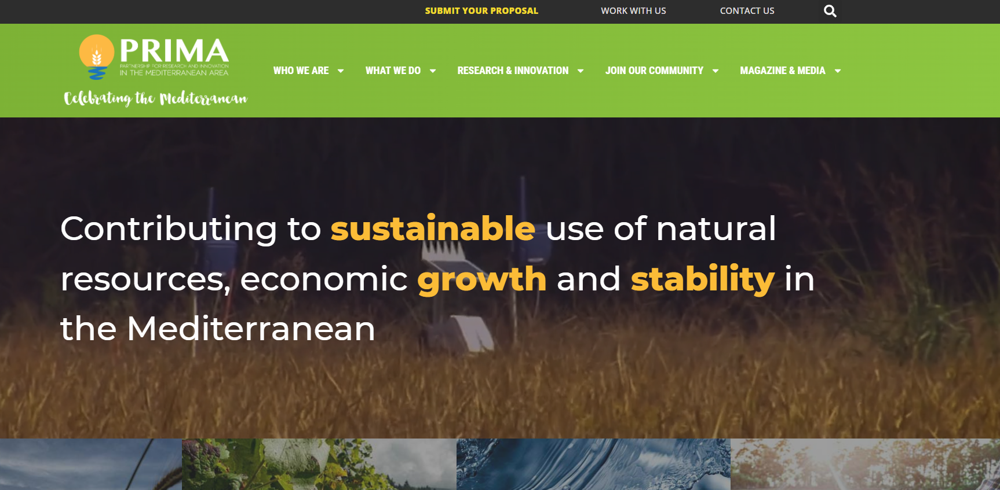 SUBMIT YOUR PROPOSAL
WORK WITH US
CONTACT US
PRIMA
PARTNERSHIP FOR RESEARCH AND INNOVATION
IN THE MEDITERRANEAN AREA
Celebrating the Mediterranean
WHO WE ARE
WHAT WE DO
RESEARCH & INNOVATION
JOIN OUR COMMUNITY
MAGAZINE & MEDIA
Contributing to sustainable use of natural
resources, economic growth and stability in
the Mediterranean